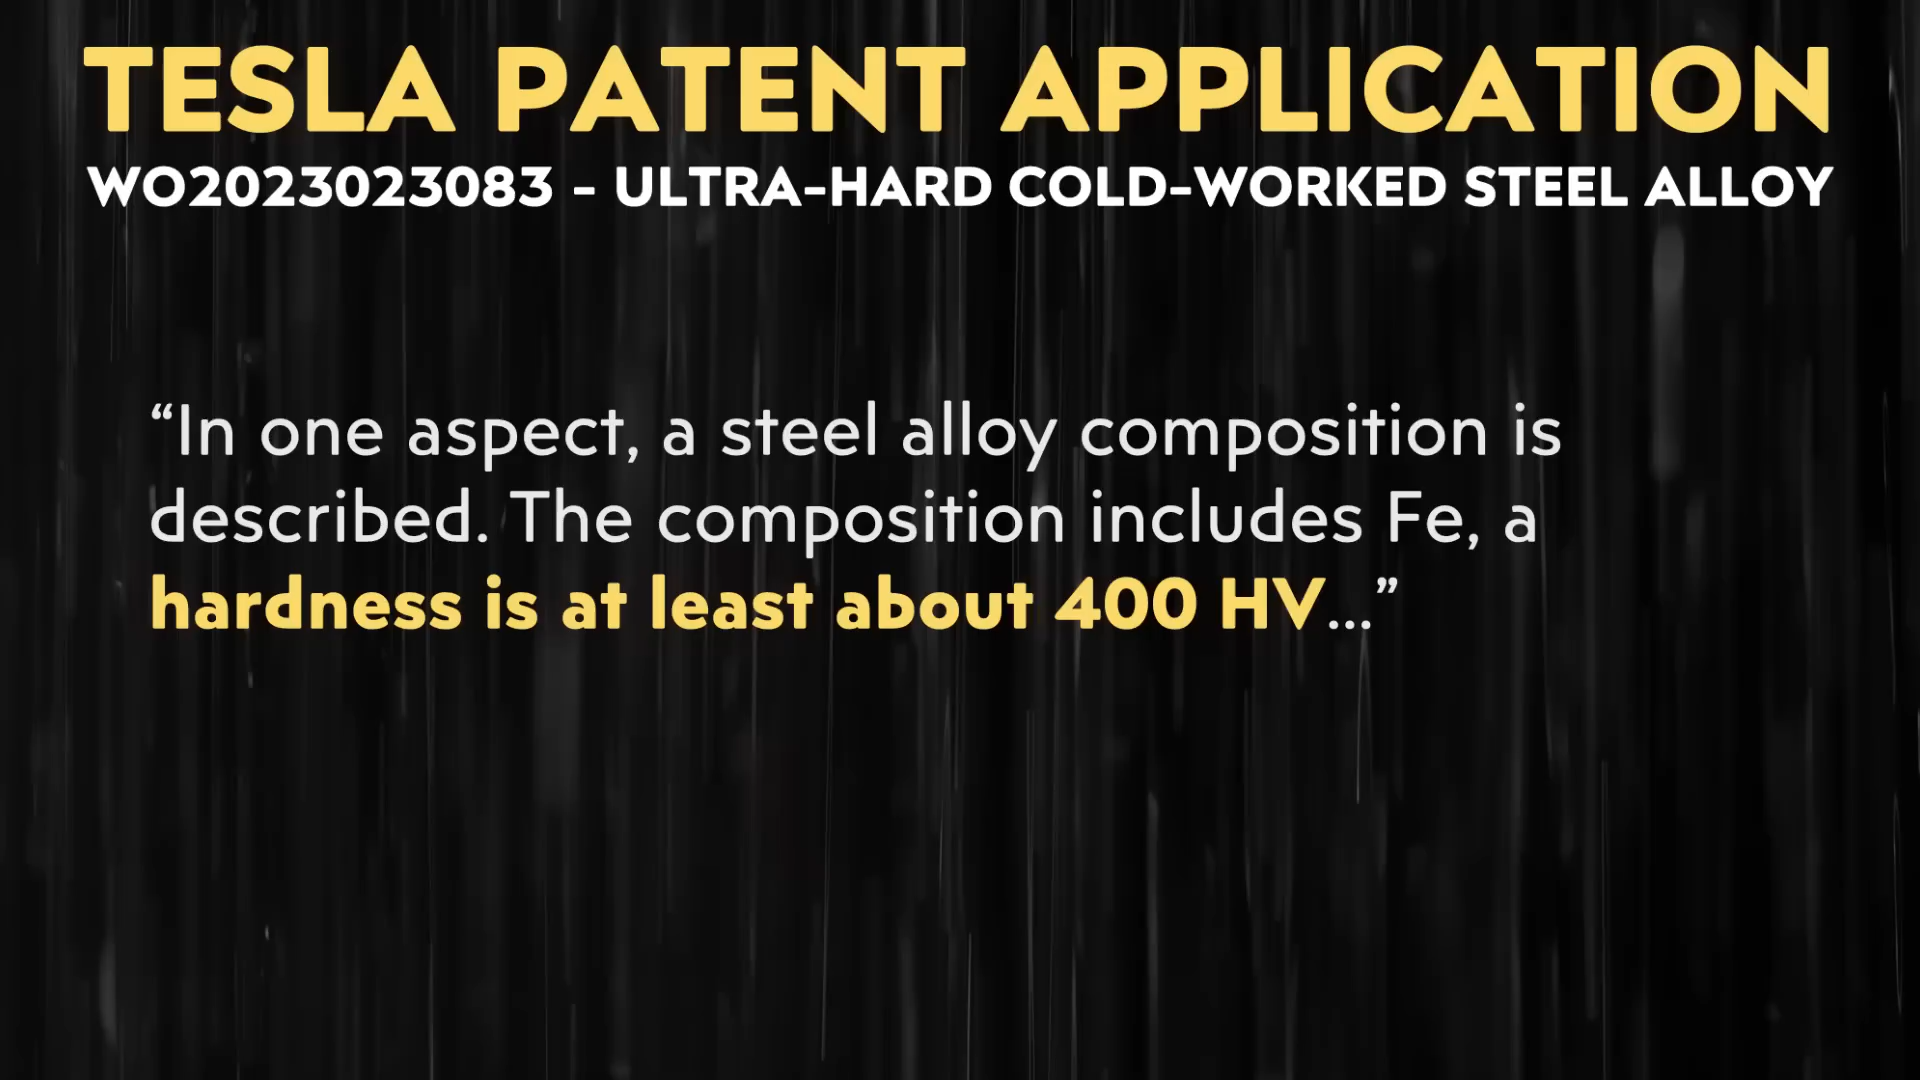 TESLA PATENT APPLICATION
WO2023023083 - ULTRA-HARD COLD-WORKED STEEL ALLOY
“In one aspect, a steel alloy composition is
described. The composition includes Fe, a
hardness is at least about 400 HV...”